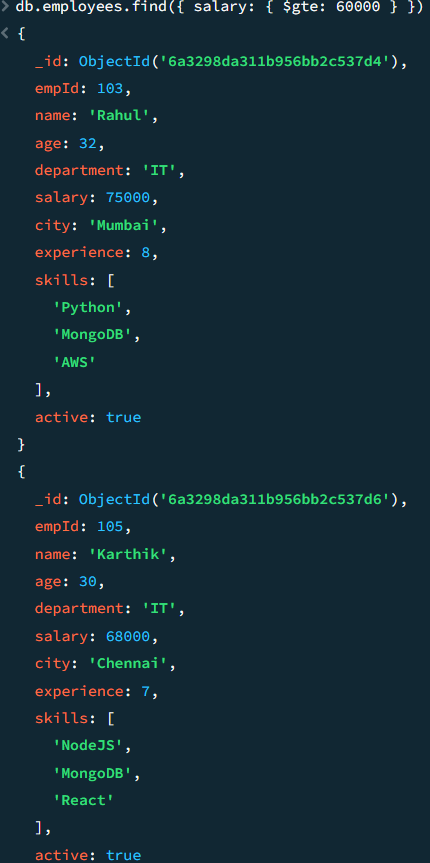 > db.employees.find({ salary: { $gte: 60000 } })
< {
_id: ObjectId('6a3298da311b956bb2c537d4'),
empId: 103,
name: 'Rahul',
age: 32,
department: 'IT',
salary: 75000,
city: 'Mumbai',
experience: 8,
skills: [
'Python',
'MongoDB',
'AWS'
],
active: true
}
{
_id: ObjectId('6a3298da311b956bb2c537d6'),
empId: 105,
name: 'Karthik',
age: 30,
department: 'IT',
salary: 68000,
city: 'Chennai',
experience: 7,
skills: [
'NodeJS',
'MongoDB',
'React'
],
active: true